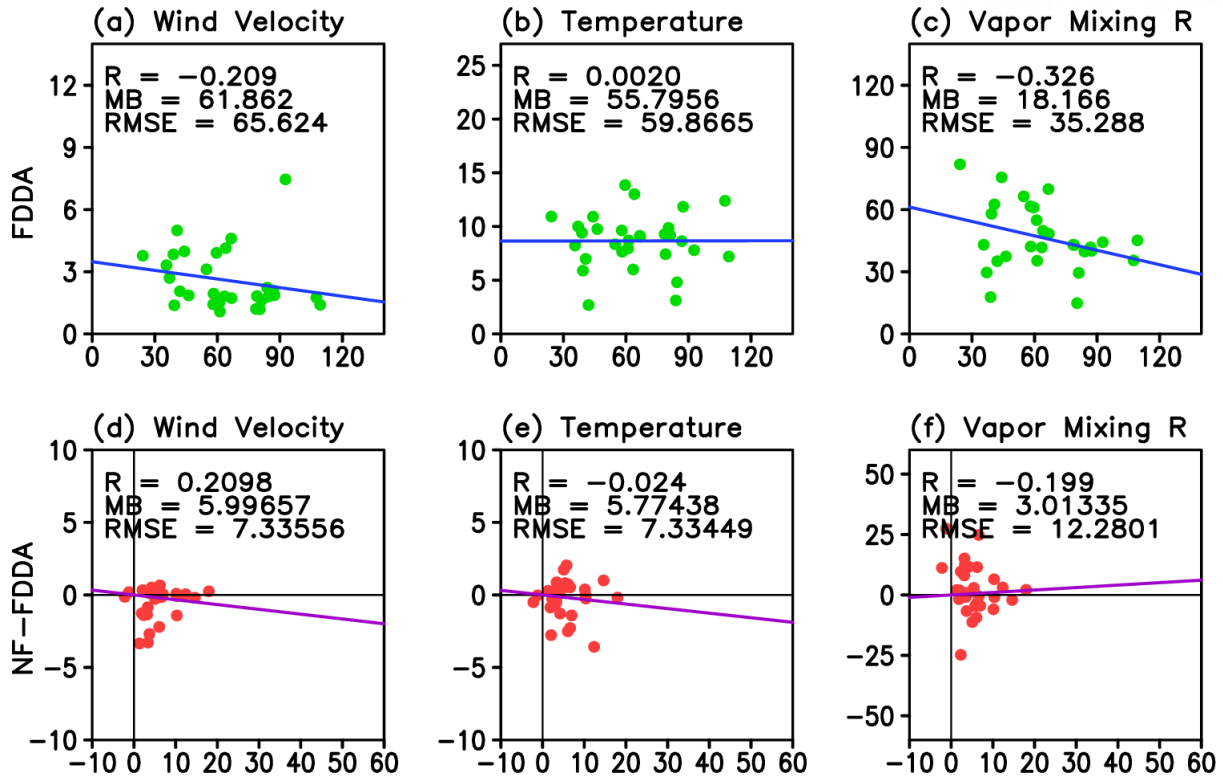 (a) Wind Velocity
(b) Temperature
(c) Vapor Mixing R
R = −0.209
MB = 61.862
RMSE = 65.624
R = 0.0020
MB = 55.7956
RMSE = 59.8665
R = −0.326
MB = 18.166
RMSE = 35.288
FDDA
12
9
6
3
0
25
20
15
10
5
0
120
90
60
30
0
0 30 60 90 120
0 30 60 90 120
0 30 60 90 120
(d) Wind Velocity
(e) Temperature
(f) Vapor Mixing R
R = 0.2098
MB = 5.99657
RMSE = 7.33556
R = −0.024
MB = 5.77438
RMSE = 7.33449
R = −0.199
MB = 3.01335
RMSE = 12.2801
NF−FDDA
10
5
0
−5
−10
10
5
0
−5
−10
50
25
0
−25
−50
−10 0 10 20 30 40 50 60
−10 0 10 20 30 40 50 60
−10 0 10 20 30 40 50 60